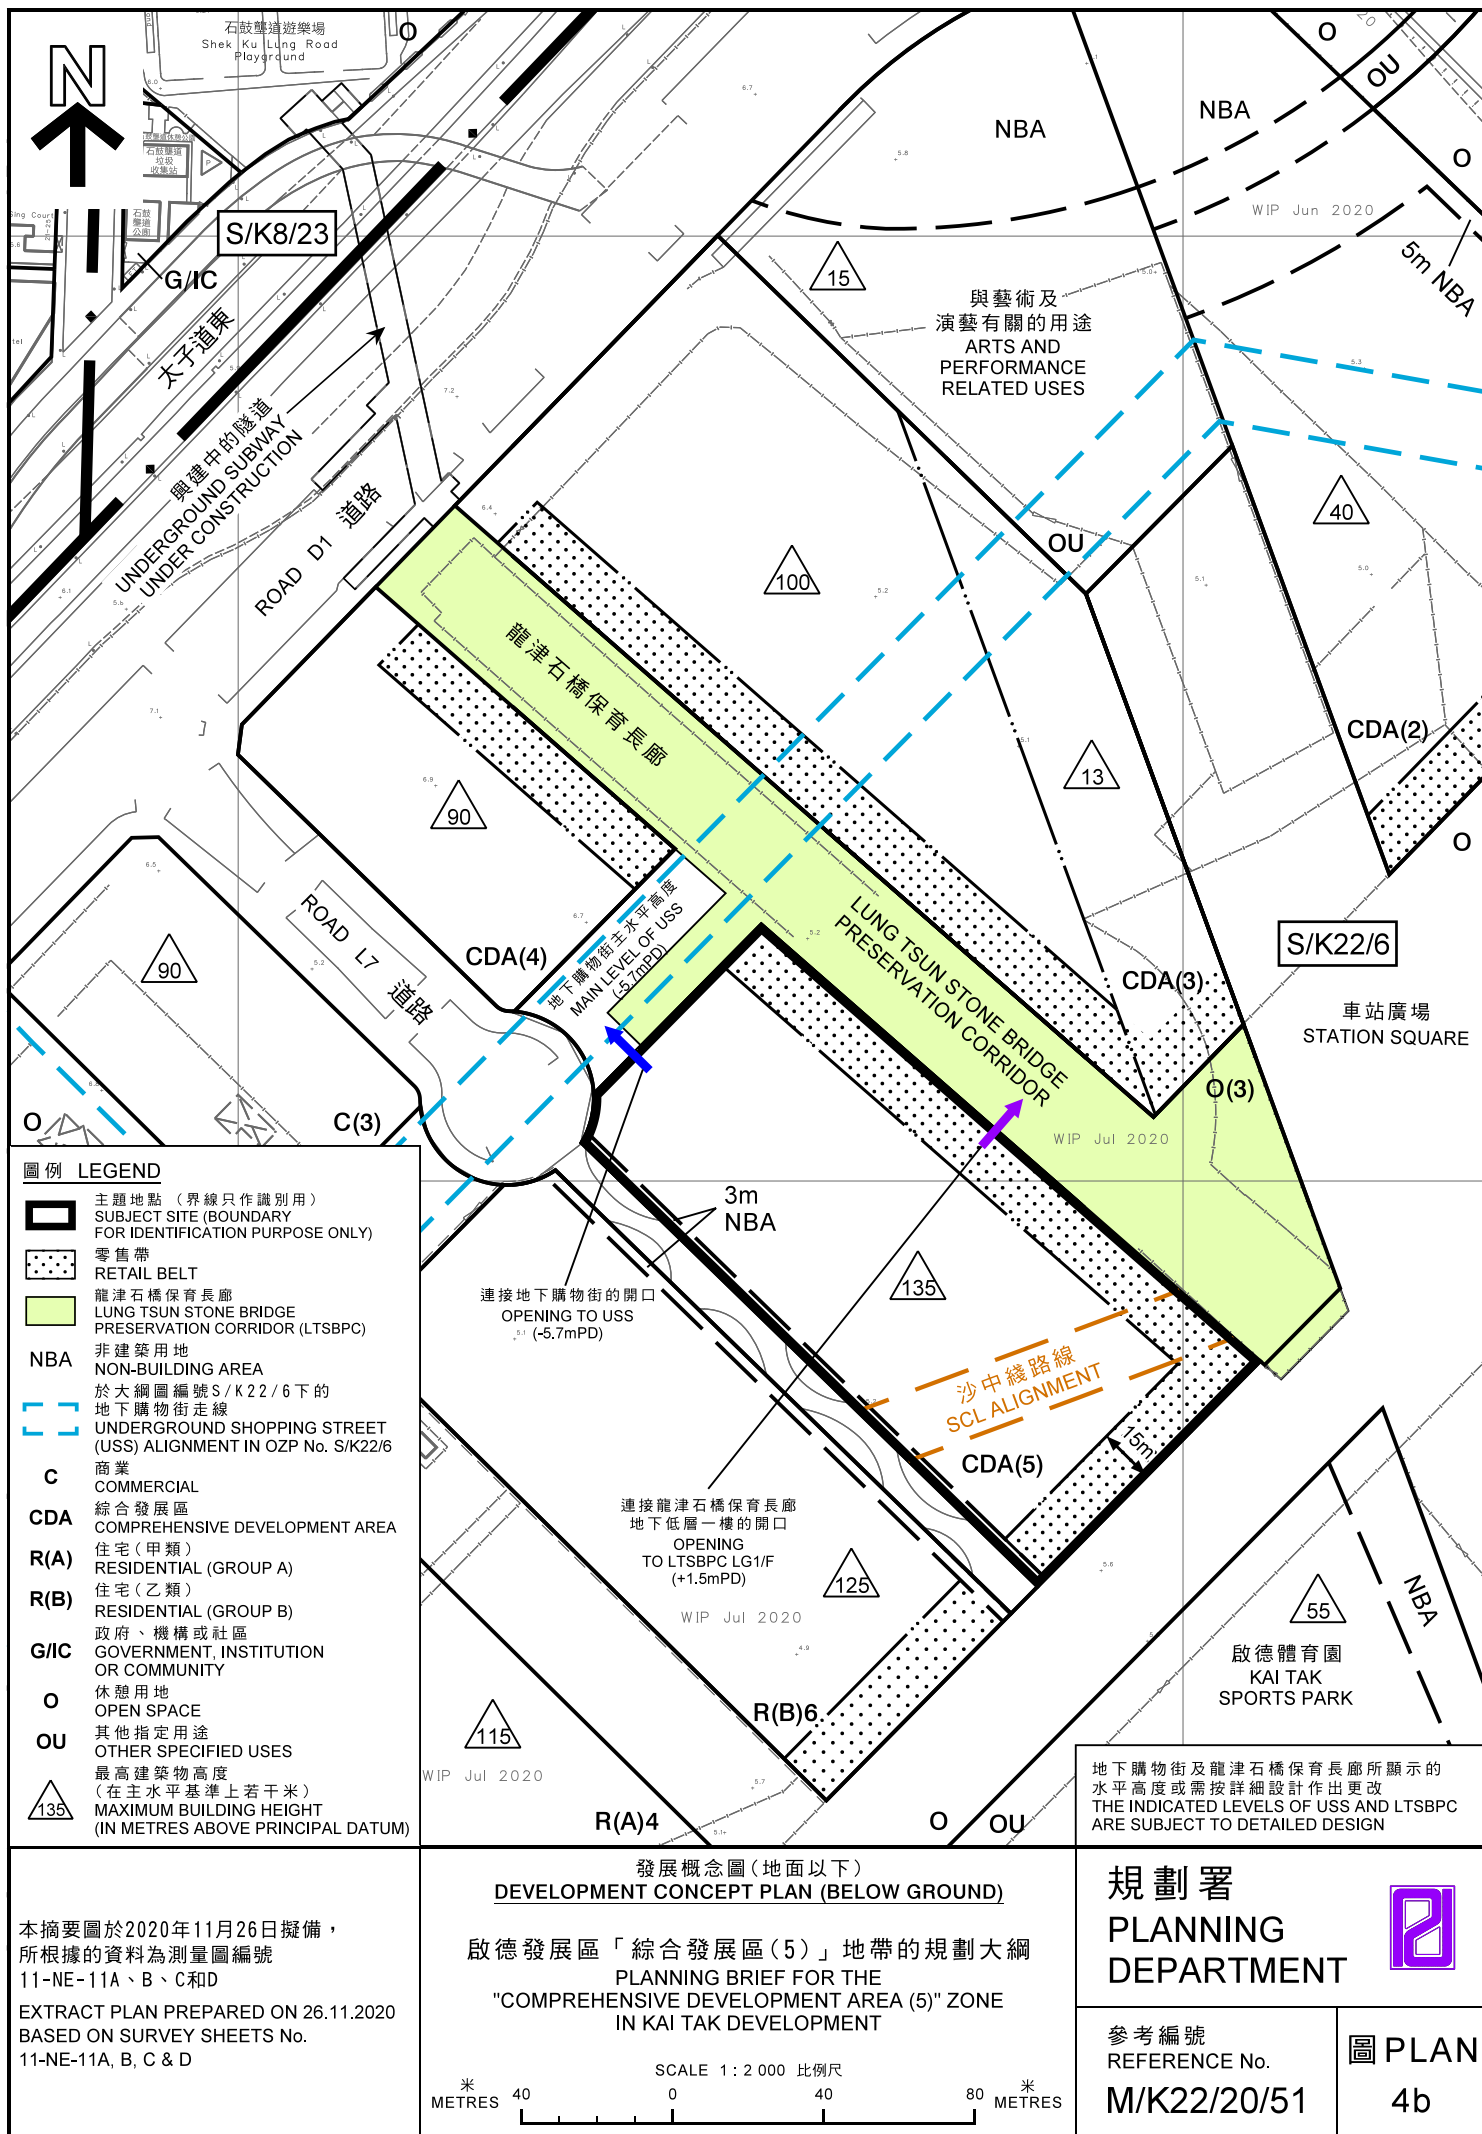 石鼓壟道遊樂場
Shek Ku Lung Road
Playground
O
N
石鼓壟道
垃圾
收集站
P
石鼓
壟道
公廁
S/K8/23
G/IC
太子道東
興建中的隧道
UNDERGROUND SUBWAY
UNDER CONSTRUCTION
ROAD D1 道路
NBA
NBA
O
OU
O
WIP Jun 2020
5m NBA
15
與藝術及
演藝有關的用途
ARTS AND
PERFORMANCE
RELATED USES
40
OU
100
龍津石橋保育長廊
CDA(2)
13
90
O
ROAD L7 道路
90
CDA(4)
地下購物街主水平高度
MAIN LEVEL OF USS
(-5.7mPD)
LUNG TSUN STONE BRIDGE
PRESERVATION CORRIDOR
CDA(3)
S/K22/6
車站廣場
STATION SQUARE
O(3)
O
C(3)
WIP Jul 2020
3m
NBA
連接地下購物街的開口
OPENING TO USS
(-5.7mPD)
135
沙中綫路線
SCL ALIGNMENT
CDA(5)
15m
連接龍津石橋保育長廊
地下低層一樓的開口
OPENING
TO LTSBPC LG1/F
(+1.5mPD)
125
WIP Jul 2020
55
NBA
啟德體育園
KAI TAK
SPORTS PARK
R(B)6
115
WIP Jul 2020
R(A)4
O
OU
圖例 LEGEND
主題地點（界線只作識別用）
SUBJECT SITE (BOUNDARY
FOR IDENTIFICATION PURPOSE ONLY)
零售帶
RETAIL BELT
龍津石橋保育長廊
LUNG TSUN STONE BRIDGE
PRESERVATION CORRIDOR (LTSBPC)
NBA 非建築用地
NON-BUILDING AREA
於大綱圖編號S/K22/6下的
地下購物街走線
UNDERGROUND SHOPPING STREET
(USS) ALIGNMENT IN OZP No. S/K22/6
C 商業
COMMERCIAL
CDA 綜合發展區
COMPREHENSIVE DEVELOPMENT AREA
R(A) 住宅（甲類）
RESIDENTIAL (GROUP A)
R(B) 住宅（乙類）
RESIDENTIAL (GROUP B)
G/IC 政府、機構或社區
GOVERNMENT, INSTITUTION
OR COMMUNITY
O 休憩用地
OPEN SPACE
OU 其他指定用途
OTHER SPECIFIED USES
最高建築物高度
（在主水平基準上若干米）
135 MAXIMUM BUILDING HEIGHT
(IN METRES ABOVE PRINCIPAL DATUM)
地下購物街及龍津石橋保育長廊所顯示的
水平高度或需按詳細設計作出更改
THE INDICATED LEVELS OF USS AND LTSBPC
ARE SUBJECT TO DETAILED DESIGN
本摘要圖於2020年11月26日擬備，
所根據的資料為測量圖編號
11-NE-11A、B、C和D
EXTRACT PLAN PREPARED ON 26.11.2020
BASED ON SURVEY SHEETS No.
11-NE-11A, B, C & D
發展概念圖（地面以下）
DEVELOPMENT CONCEPT PLAN (BELOW GROUND)
啟德發展區「綜合發展區(5)」地帶的規劃大綱
PLANNING BRIEF FOR THE
"COMPREHENSIVE DEVELOPMENT AREA (5)" ZONE
IN KAI TAK DEVELOPMENT
SCALE 1 : 2 000 比例尺
米 METRES 40 0 40 80 米 METRES
規劃署
PLANNING
DEPARTMENT
參考編號
REFERENCE No.
M/K22/20/51
圖 PLAN
4b